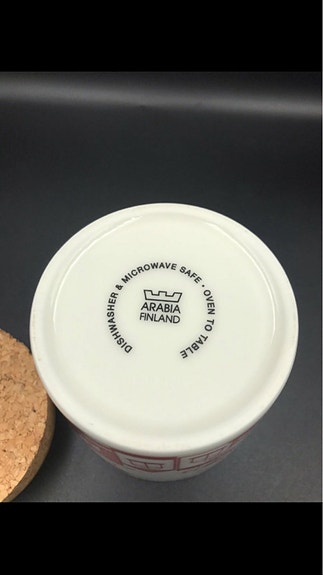 DISHWASHER & MICROWAVE SAFE • OVEN TO TABLE
ARABIA
FINLAND